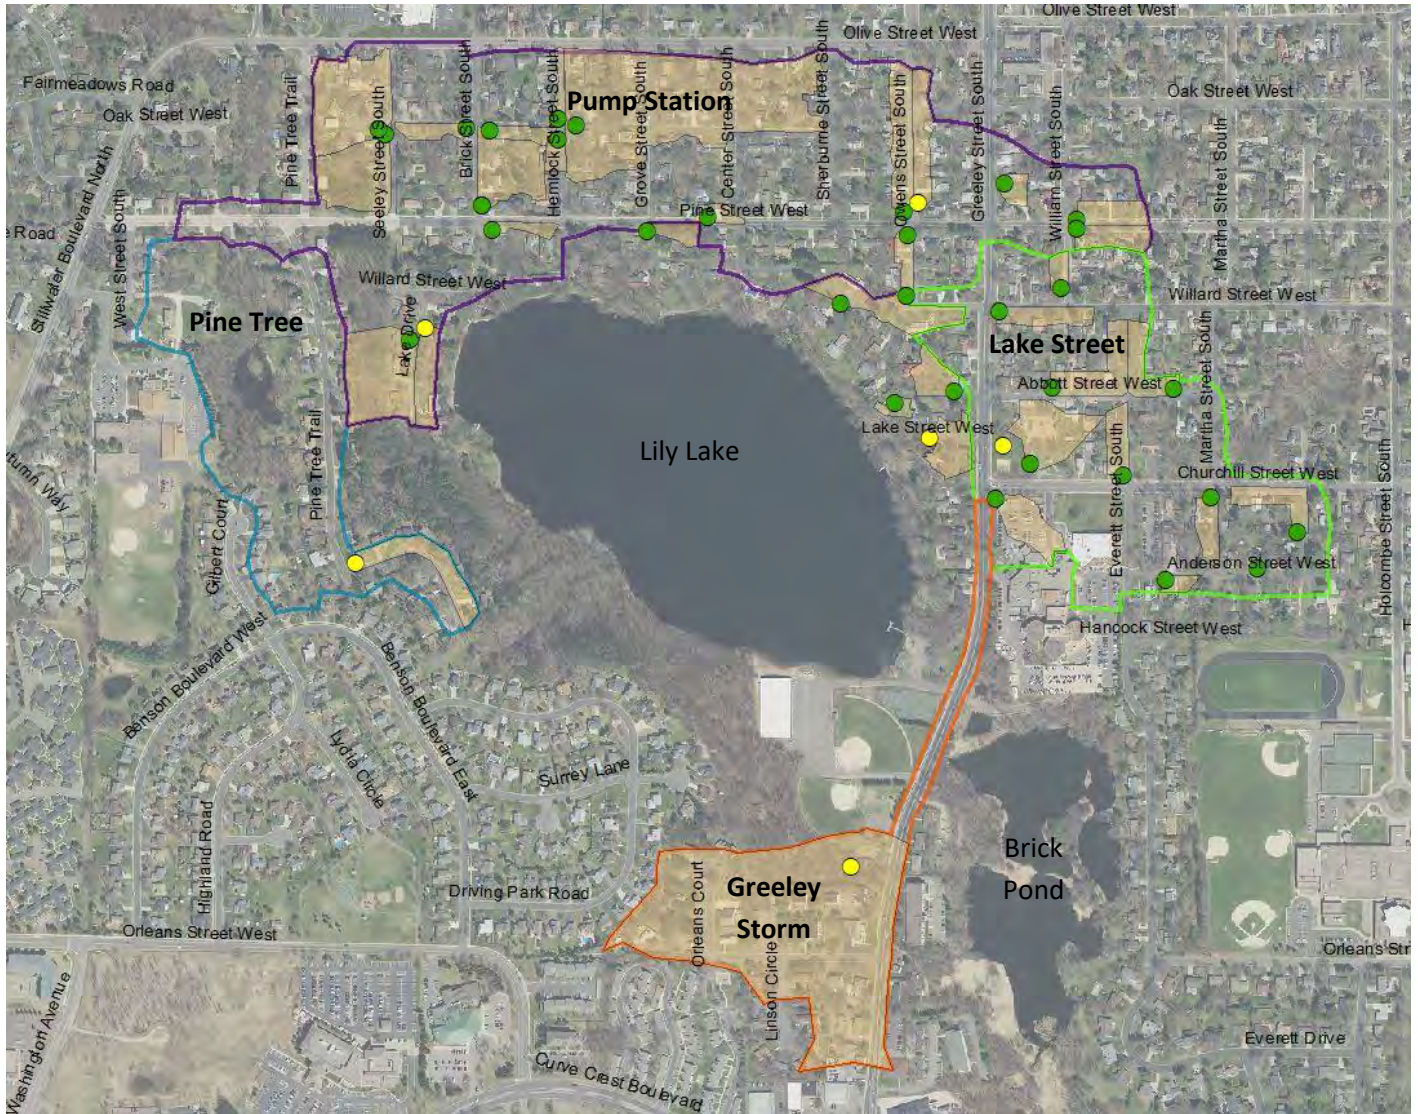 Olive Street West
Olive Street West
Fairmeadows Road
Oak Street West
Oak Street West
Pump Station
Pine Tree Trail
Seeley Street South
Brick Street South
Hemlock Street South
Grove Street South
Center Street South
Sherburne Street South
Owens Street South
Greeley Street South
William Street South
Martha Street South
Stillwater Boulevard North
West Street South
e Road
Pine Street West
Willard Street West
Willard Street West
Pine Tree
Lake Drive
Lake Street
Abbott Street West
Martha Street South
Lake Street West
Lily Lake
Churchill Street West
Everett Street South
Holcombe Street South
utumn Way
Gilbert Court
Pine Tree Trail
Anderson Street West
Hancock Street West
Benson Boulevard West
Benson Boulevard East
Lydia Circle
Surrey Lane
Highland Road
Driving Park Road
Orleans Court
Greeley
Storm
Linson Circle
Brick
Pond
Orleans Street West
Orleans Str
Washington Avenue
Curve Crest Boulevard
Everett Drive